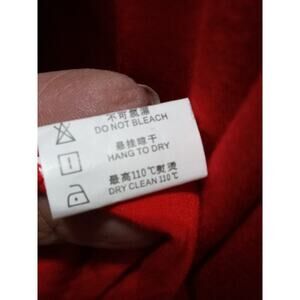 不可氯漂
DO NOT BLEACH
悬挂晾干
HANG TO DRY
最高110℃熨烫
DRY CLEAN 110℃